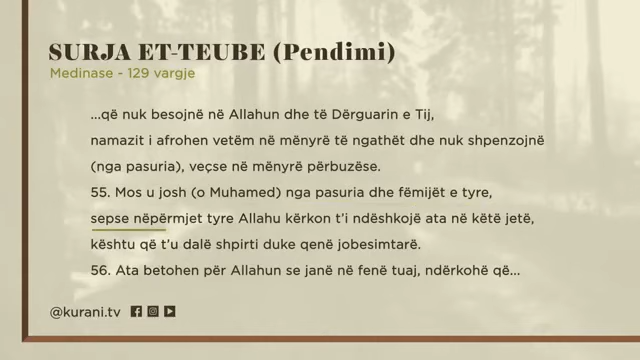 SURJA ET-TEUBE (Pendimi)
Medinase - 129 vargje
...që nuk besojnë në Allahun dhe të Dërguarin e Tij,
namazit i afrohen vetëm në mënyrë të ngathët dhe nuk shpenzojnë
(nga pasuria), veçse në mënyrë përbuzëse.
55. Mos u josh (o Muhamed) nga pasuria dhe fëmijët e tyre,
sepse nëpërmjet tyre Allahu kërkon t'i ndëshkojë ata në këtë jetë,
kështu që t'u dalë shpirti duke qenë jobesimtarë.
56. Ata betohen për Allahun se janë në fenë tuaj, ndërkohë që...
@kurani.tv